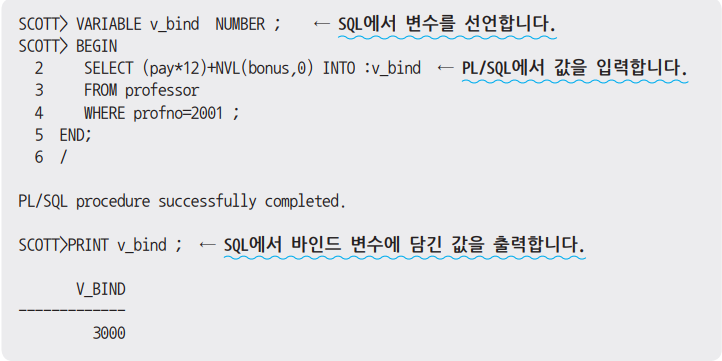 SCOTT> VARIABLE v_bind  NUMBER ;   ← SQL에서 변수를 선언합니다.
SCOTT> BEGIN
  2     SELECT (pay*12)+NVL(bonus,0) INTO :v_bind  ← PL/SQL에서 값을 입력합니다.
  3     FROM professor
  4     WHERE profno=2001 ;
  5  END;
  6  /
PL/SQL procedure successfully completed.
SCOTT>PRINT v_bind ;  ← SQL에서 바인드 변수에 담긴 값을 출력합니다.
       V_BIND
-------------
         3000